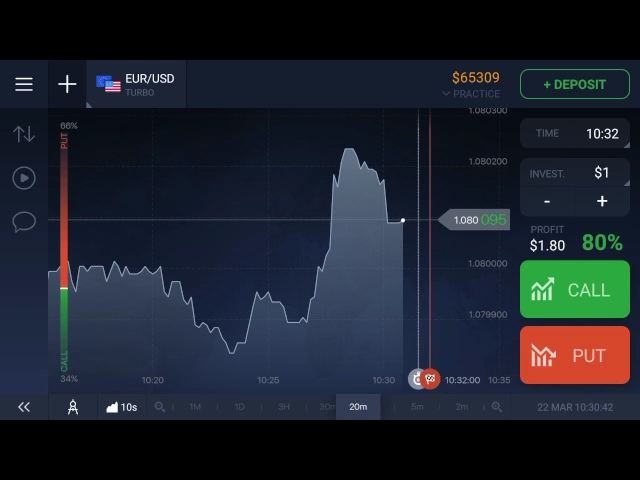 EUR/USD
TURBO
$65309
PRACTICE
+ DEPOSIT
66%
PUT
CALL
34%
1.080300
1.080200
1.080 095
1.080000
1.079900
TIME 10:32
INVEST. $1
- +
PROFIT
$1.80 80%
CALL
PUT
10:20 10:25 10:30 10:32:00 10:35
10s 1M 1D 3H 30m 20m 5m 2m
22 MAR 10:30:42